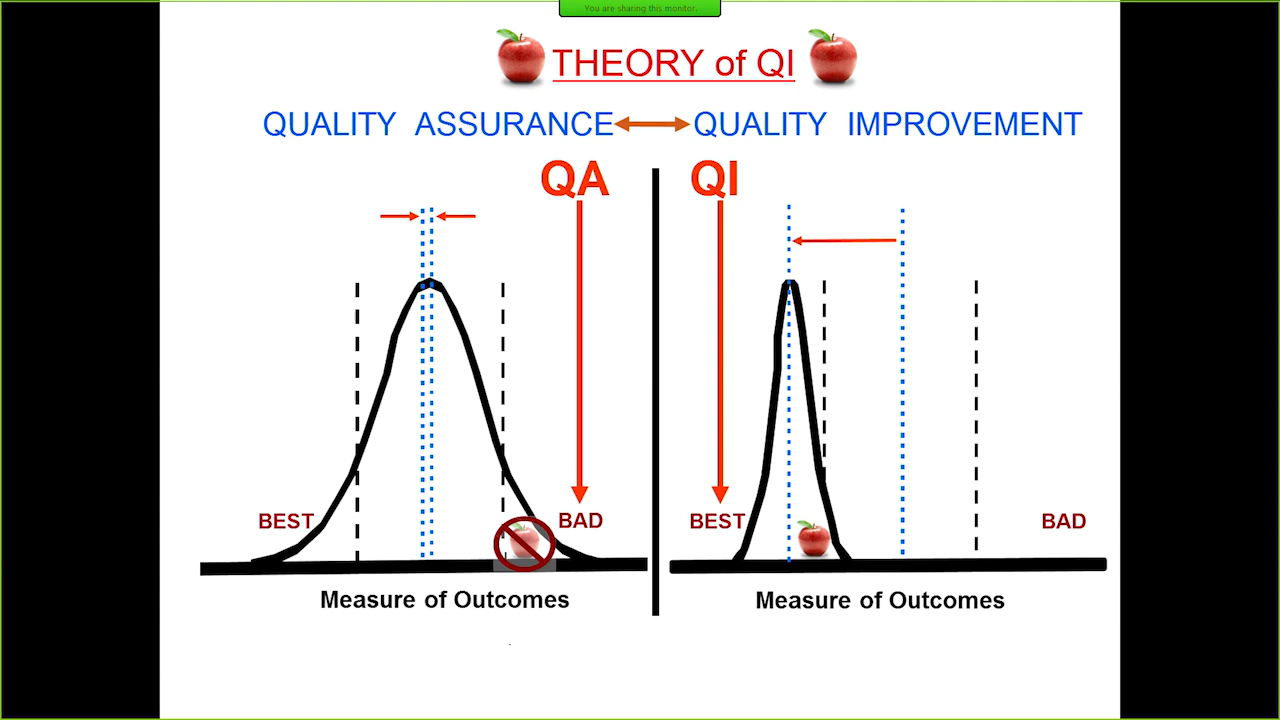 You are sharing this monitor.
THEORY of QI
QUALITY ASSURANCE QUALITY IMPROVEMENT
QA QI
BEST BAD BEST BAD
Measure of Outcomes Measure of Outcomes